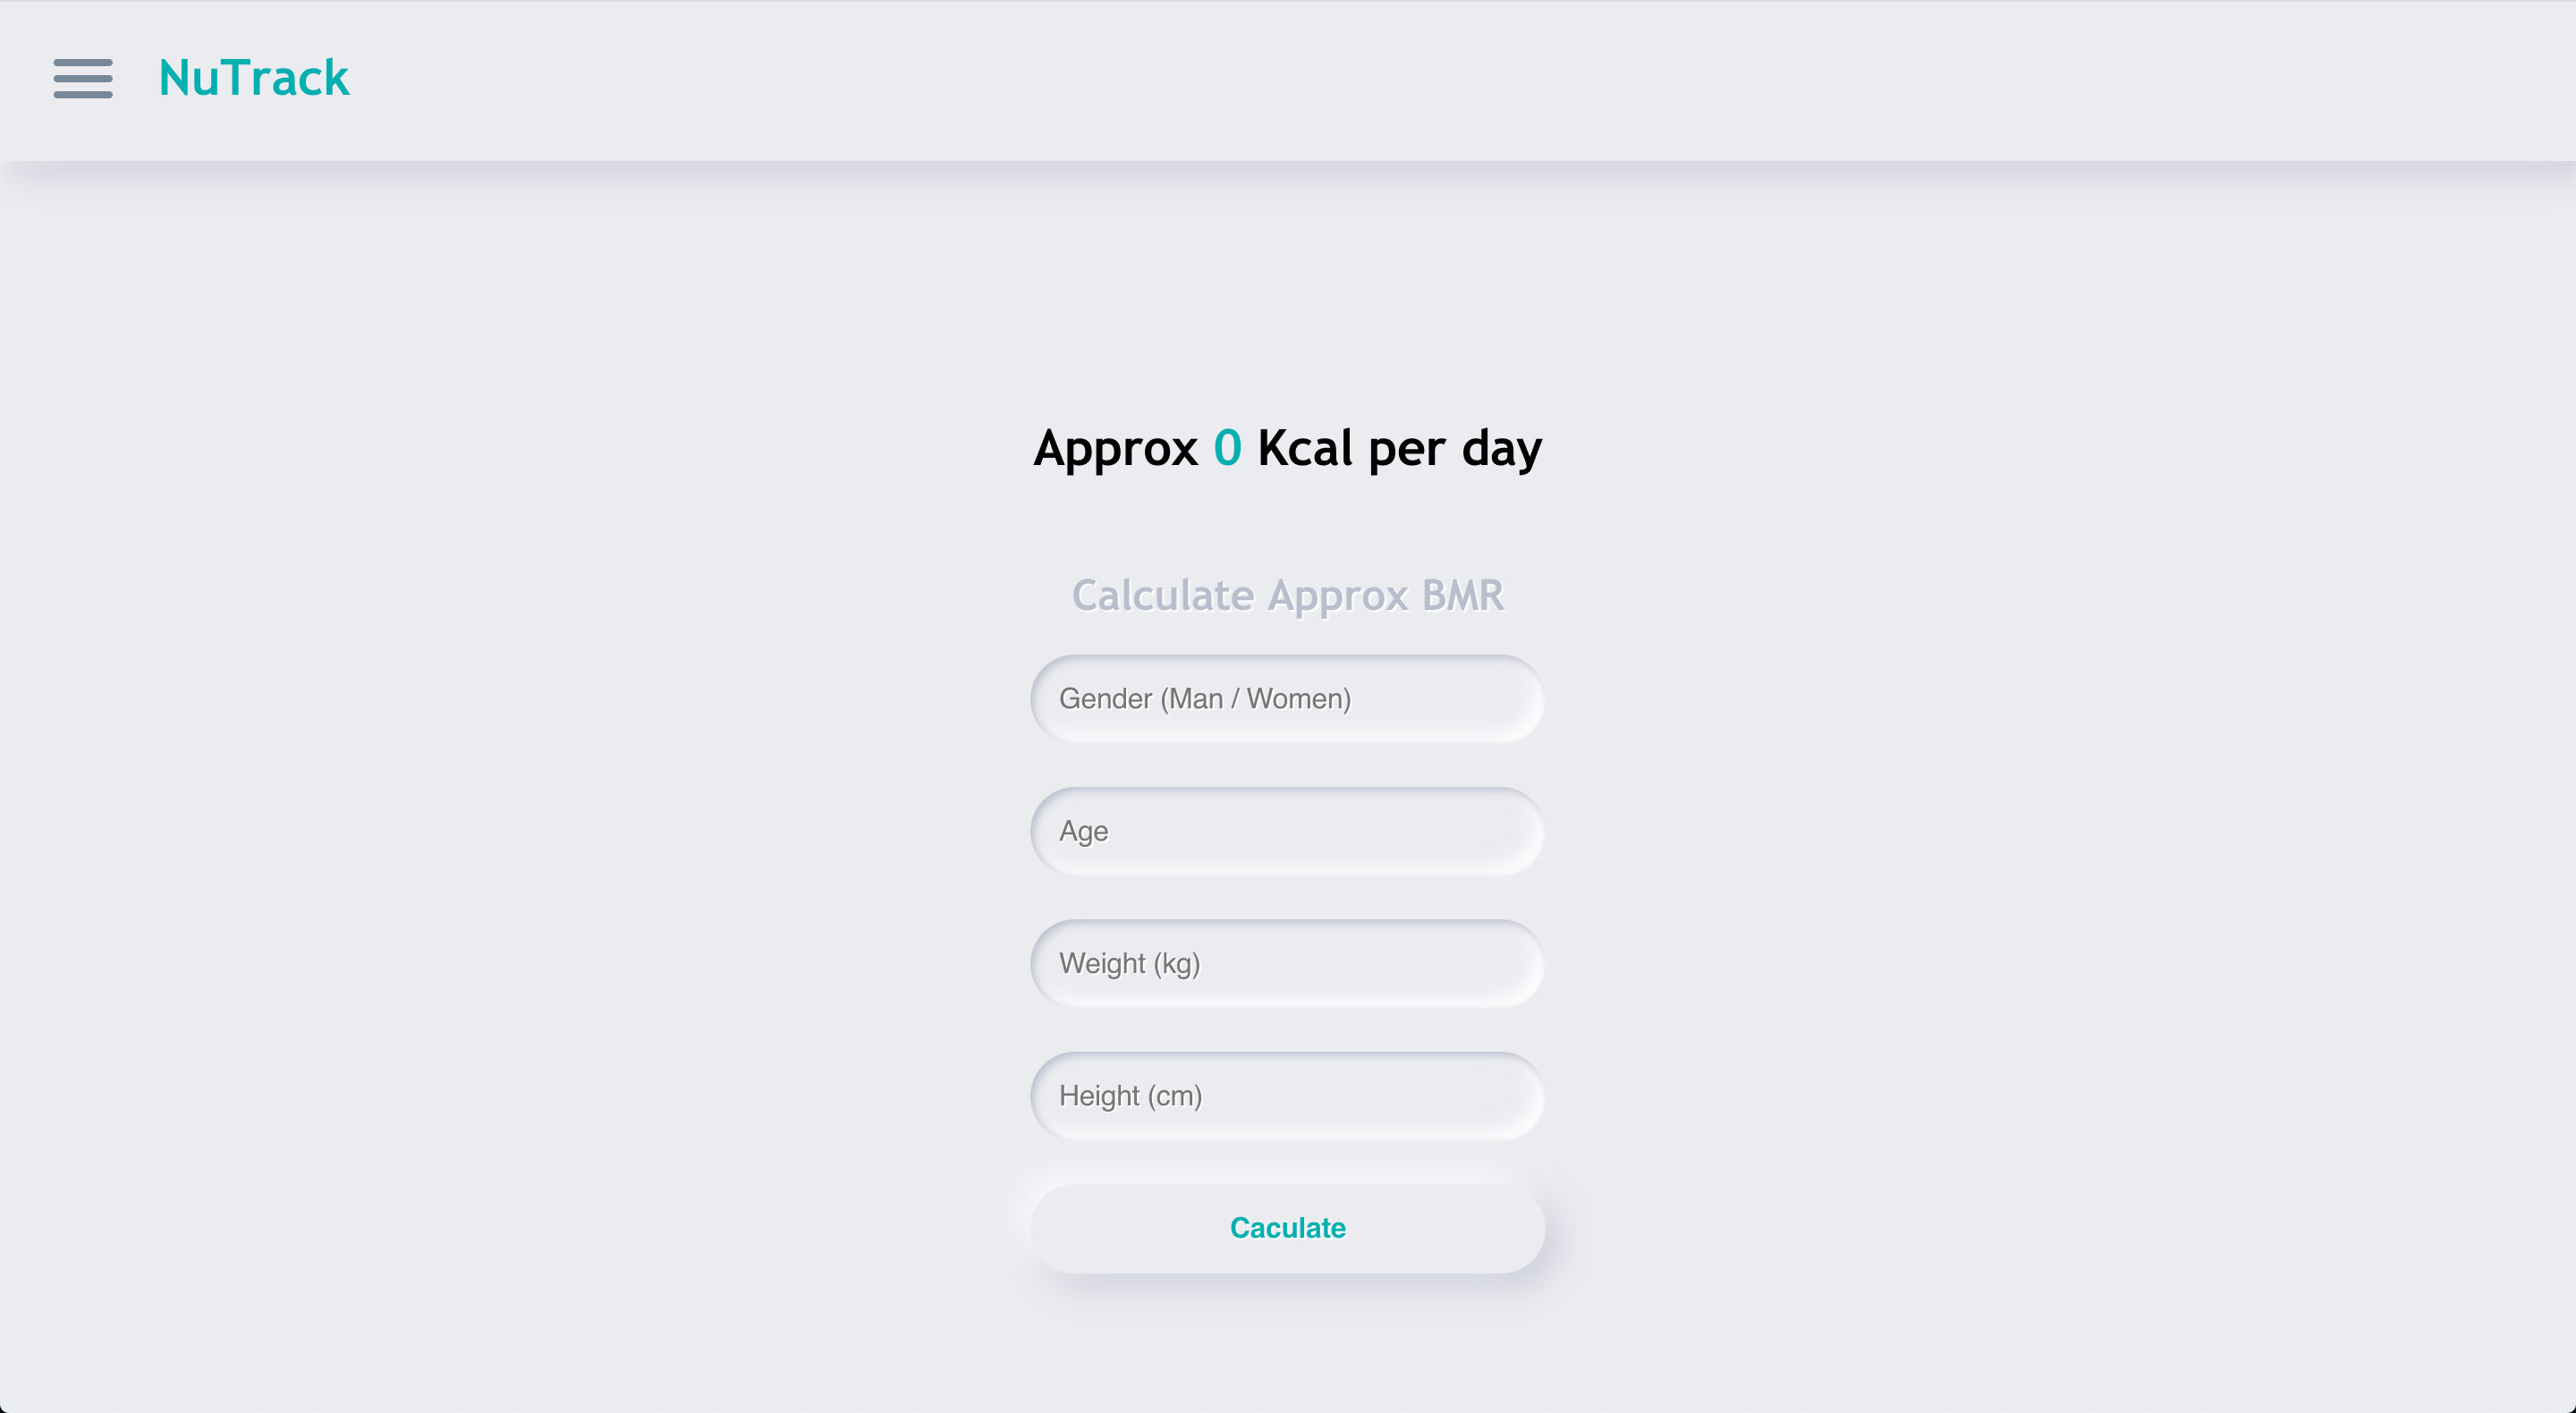 NuTrack
Approx 0 Kcal per day
Calculate Approx BMR
Gender (Man / Women)
Age
Weight (kg)
Height (cm)
Caculate